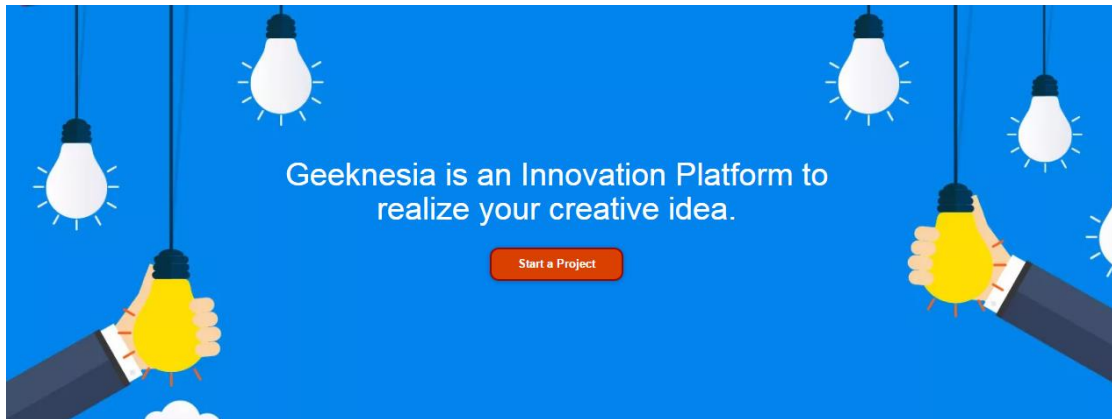 Geeknesia is an Innovation Platform to
realize your creative idea.
Start a Project